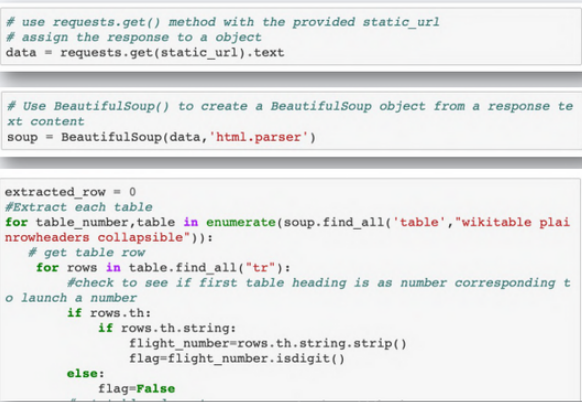 # use requests.get() method with the provided static_url
# assign the response to a object
data = requests.get(static_url).text
# Use BeautifulSoup() to create a BeautifulSoup object from a response te
xt content
soup = BeautifulSoup(data,'html.parser')
extracted_row = 0
#Extract each table
for table_number,table in enumerate(soup.find_all('table',"wikitable plai
nrowheaders collapsible")):
# get table row
for rows in table.find_all("tr"):
#check to see if first table heading is as number corresponding t
o launch a number
if rows.th:
if rows.th.string:
flight_number=rows.th.string.strip()
flag=flight_number.isdigit()
else:
flag=False